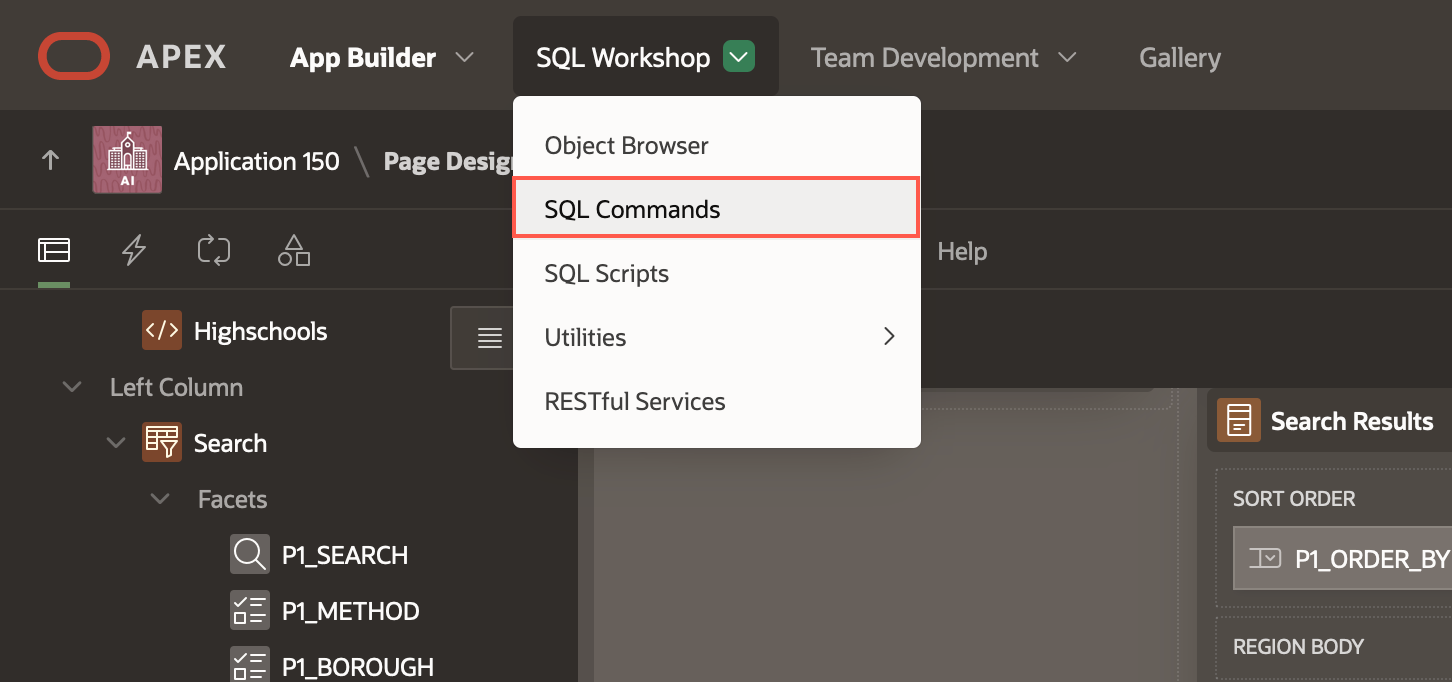 APEX App Builder SQL Workshop Team Development Gallery
AI
Application 150 \ Page Desig
Object Browser
SQL Commands
SQL Scripts
Utilities
RESTful Services
Help
Highschools
Left Column
Search
Facets
P1_SEARCH
P1_METHOD
P1_BOROUGH
Search Results
SORT ORDER
P1_ORDER_BY
REGION BODY